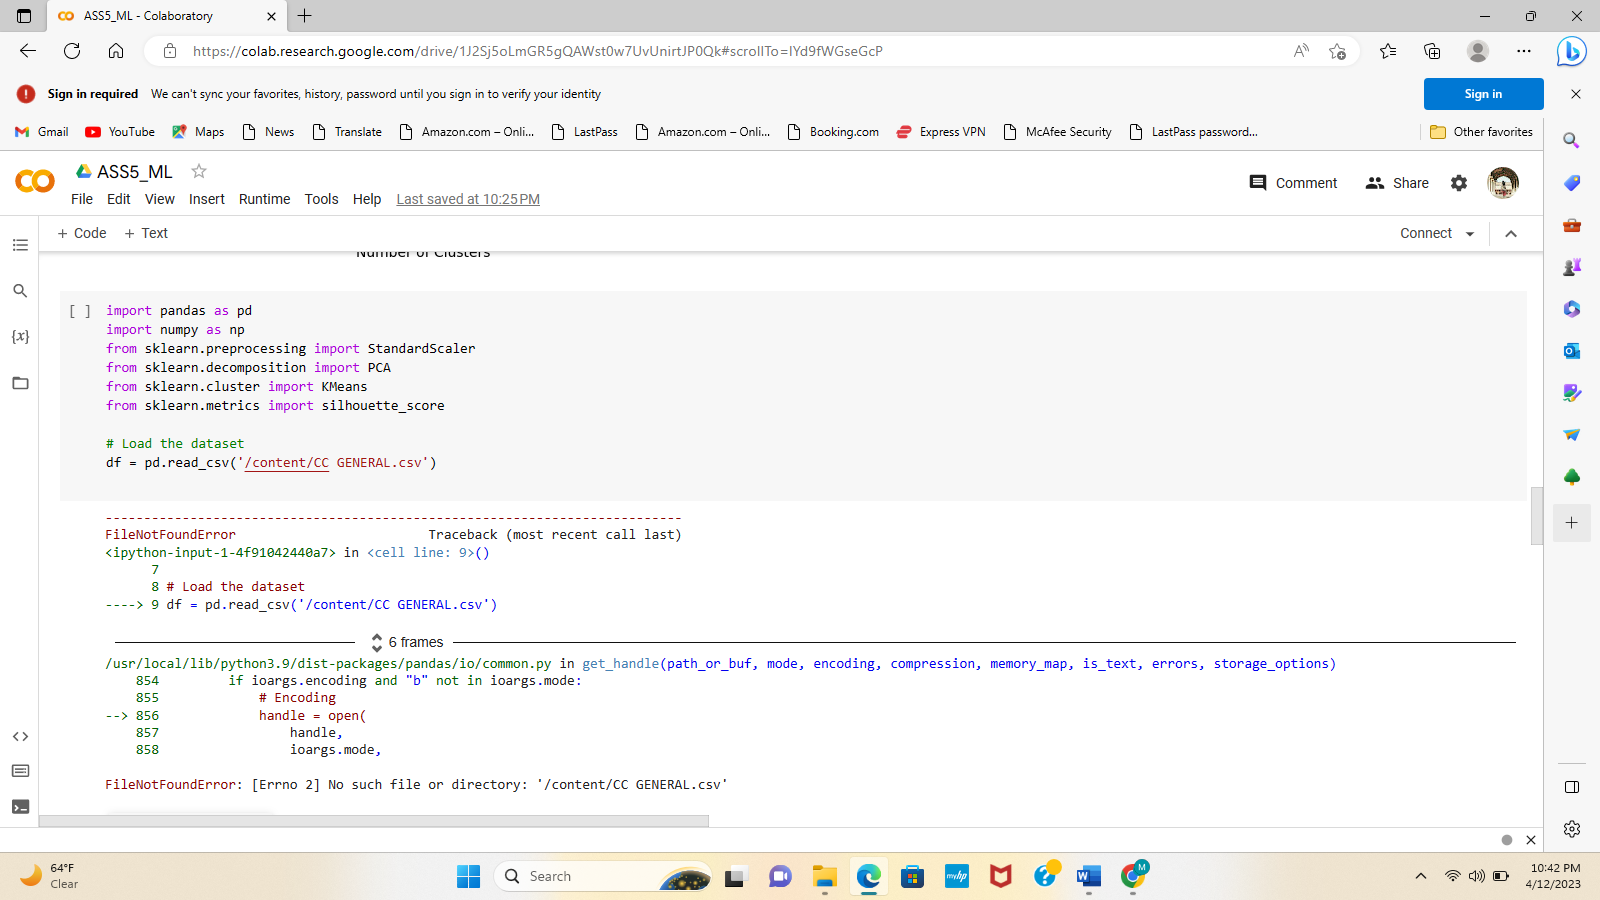 ASS5_ML - Colaboratory
https://colab.research.google.com/drive/1J2Sj5oLmGR5gQAWst0w7UvUnirtJP0Qk#scrollTo=IYd9fWGseGcP
Sign in required We can't sync your favorites, history, password until you sign in to verify your identity
Sign in
Gmail YouTube Maps News Translate Amazon.com – Onli... LastPass Amazon.com – Onli... Booking.com Express VPN McAfee Security LastPass password... Other favorites
ASS5_ML
Comment Share
File Edit View Insert Runtime Tools Help Last saved at 10:25 PM
+ Code + Text
Connect
Number of Clusters
[ ] import pandas as pd
import numpy as np
from sklearn.preprocessing import StandardScaler
from sklearn.decomposition import PCA
from sklearn.cluster import KMeans
from sklearn.metrics import silhouette_score
# Load the dataset
df = pd.read_csv('/content/CC GENERAL.csv')
---------------------------------------------------------------------------
FileNotFoundError                         Traceback (most recent call last)
<ipython-input-1-4f91042440a7> in <cell line: 9>()
7
8 # Load the dataset
----> 9 df = pd.read_csv('/content/CC GENERAL.csv')
6 frames
/usr/local/lib/python3.9/dist-packages/pandas/io/common.py in get_handle(path_or_buf, mode, encoding, compression, memory_map, is_text, errors, storage_options)
854         if ioargs.encoding and "b" not in ioargs.mode:
855             # Encoding
--> 856             handle = open(
857                 handle,
858                 ioargs.mode,
FileNotFoundError: [Errno 2] No such file or directory: '/content/CC GENERAL.csv'
64°F
Clear
Search
myhp
M
10:42 PM
4/12/2023